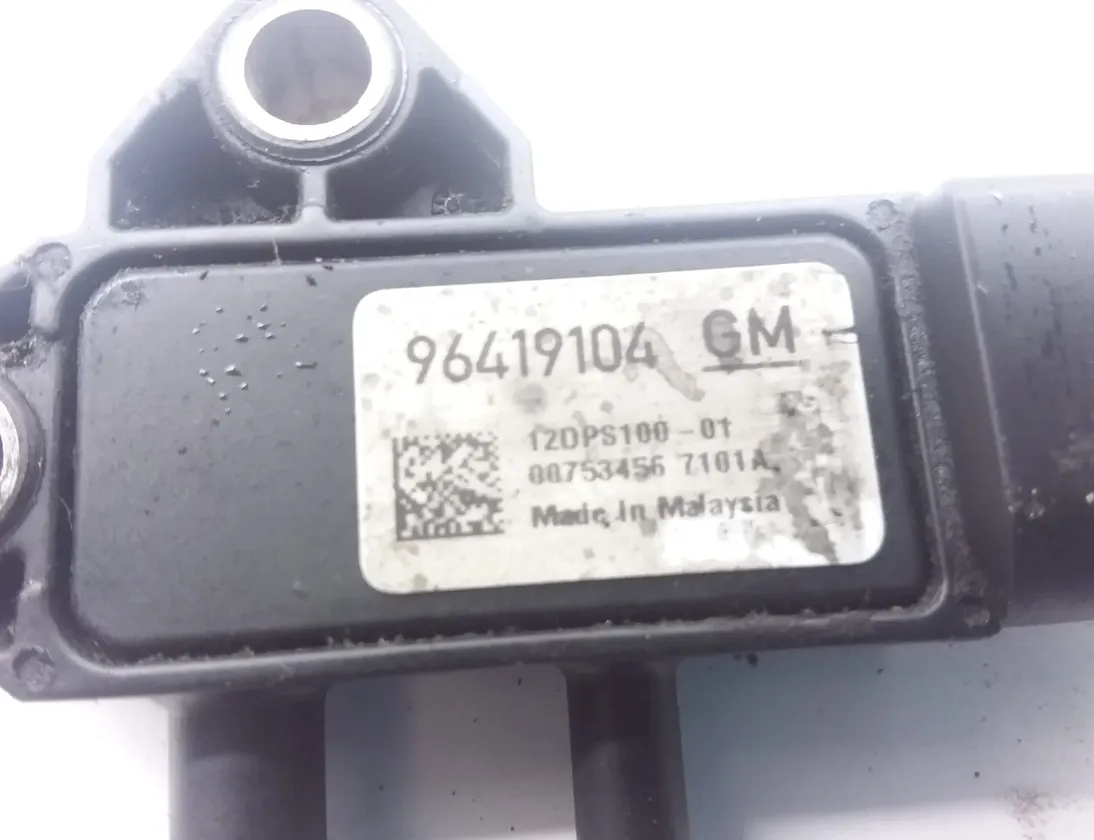 96419104 GM
12DPS100-01
00753456 7101A
Made in Malaysia